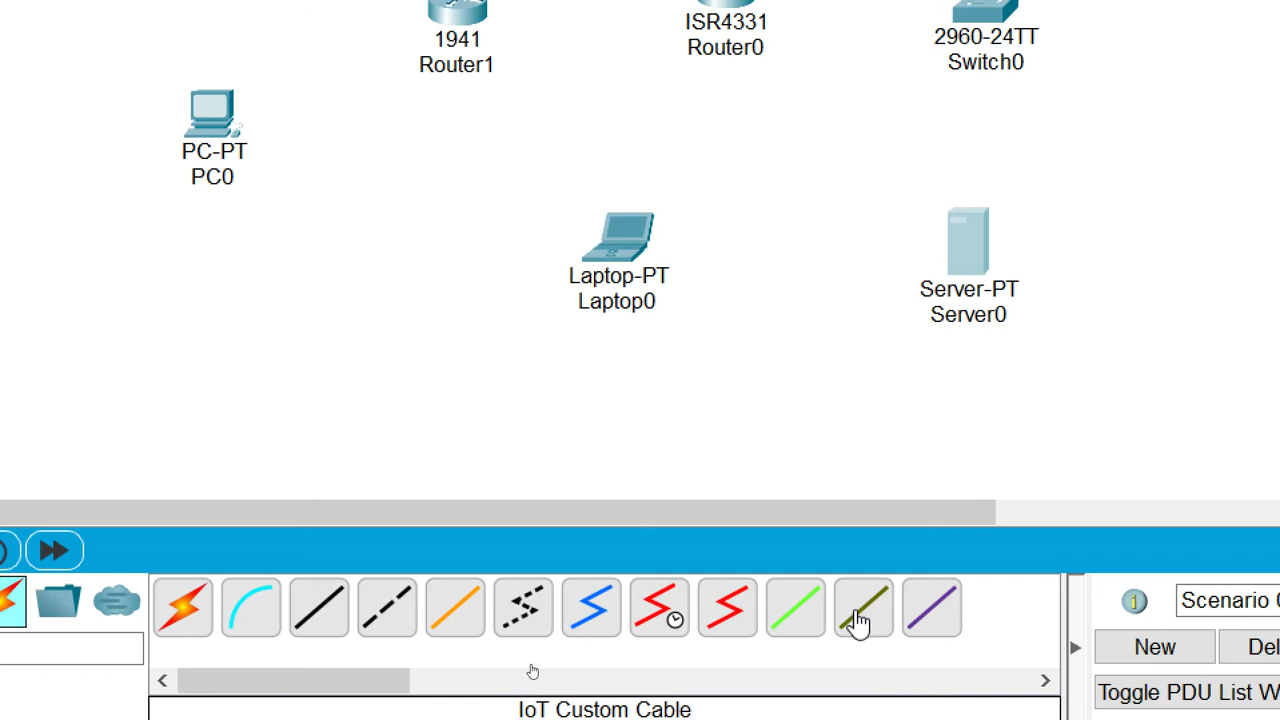 1941
Router1
ISR4331
Router0
2960-24TT
Switch0
PC-PT
PC0
Laptop-PT
Laptop0
Server-PT
Server0
Scenario
New
Del
Toggle PDU List W
IoT Custom Cable